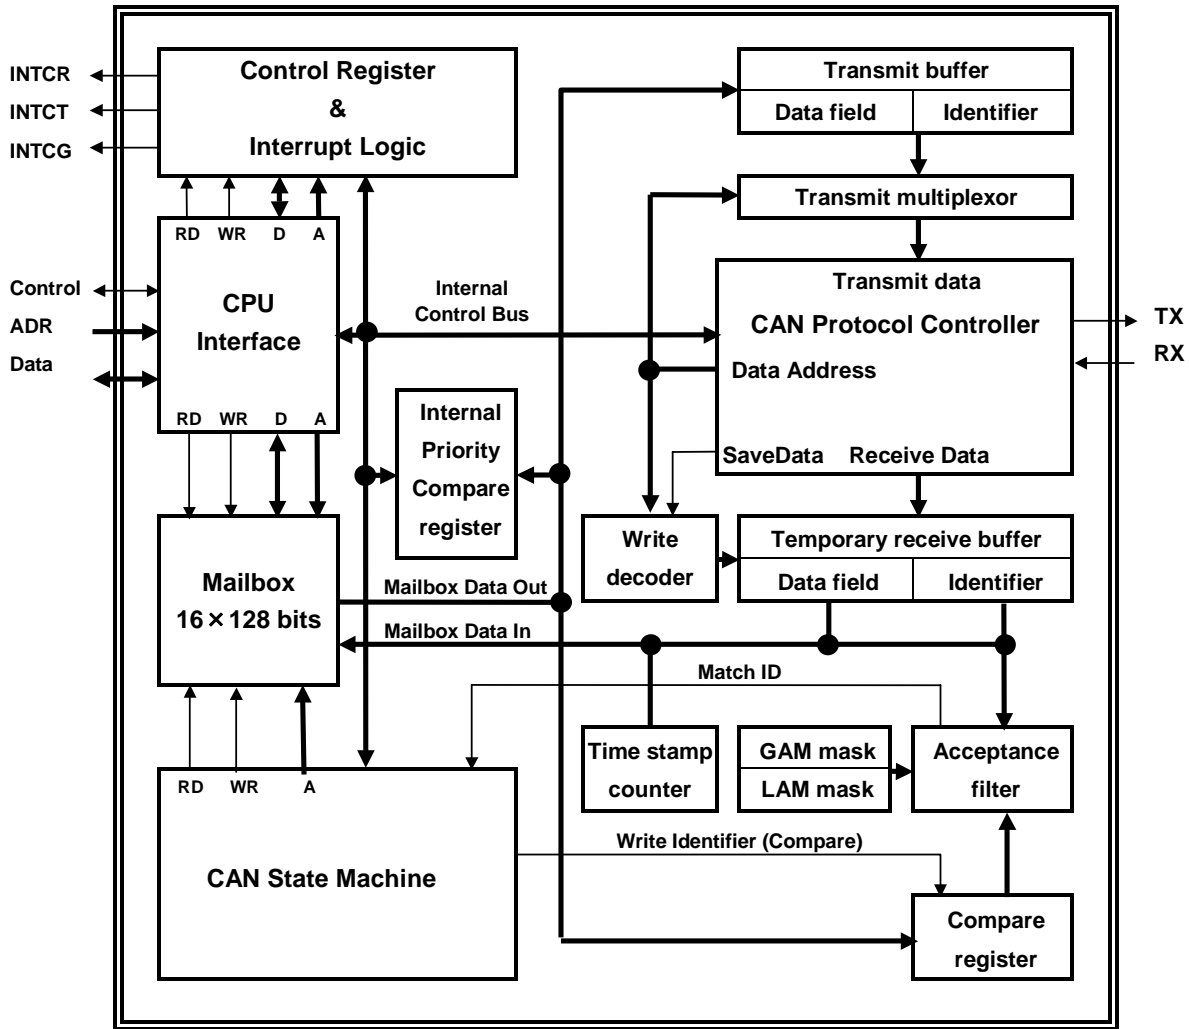 INTCR
INTCT
INTCG
Control Register
&
Interrupt Logic
Transmit buffer
Data field
Identifier
Transmit multiplexor
RD
WR
D
A
Control
ADR
Data
CPU
Interface
RD
WR
D
A
Internal
Control Bus
Transmit data
CAN Protocol Controller
Data Address
SaveData
Receive Data
TX
RX
Internal
Priority
Compare
register
Write
decoder
Temporary receive buffer
Data field
Identifier
Mailbox
16×128 bits
Mailbox Data Out
Mailbox Data In
Match ID
Time stamp
counter
GAM mask
LAM mask
Acceptance
filter
RD
WR
A
CAN State Machine
Write Identifier (Compare)
Compare
register